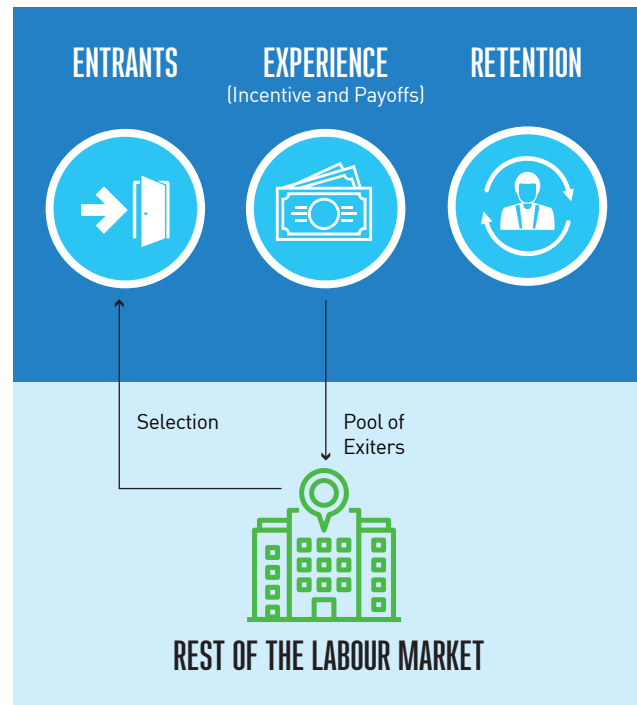 ENTRANTS
EXPERIENCE
(Incentive and Payoffs)
RETENTION
Selection
Pool of
Exiters
REST OF THE LABOUR MARKET